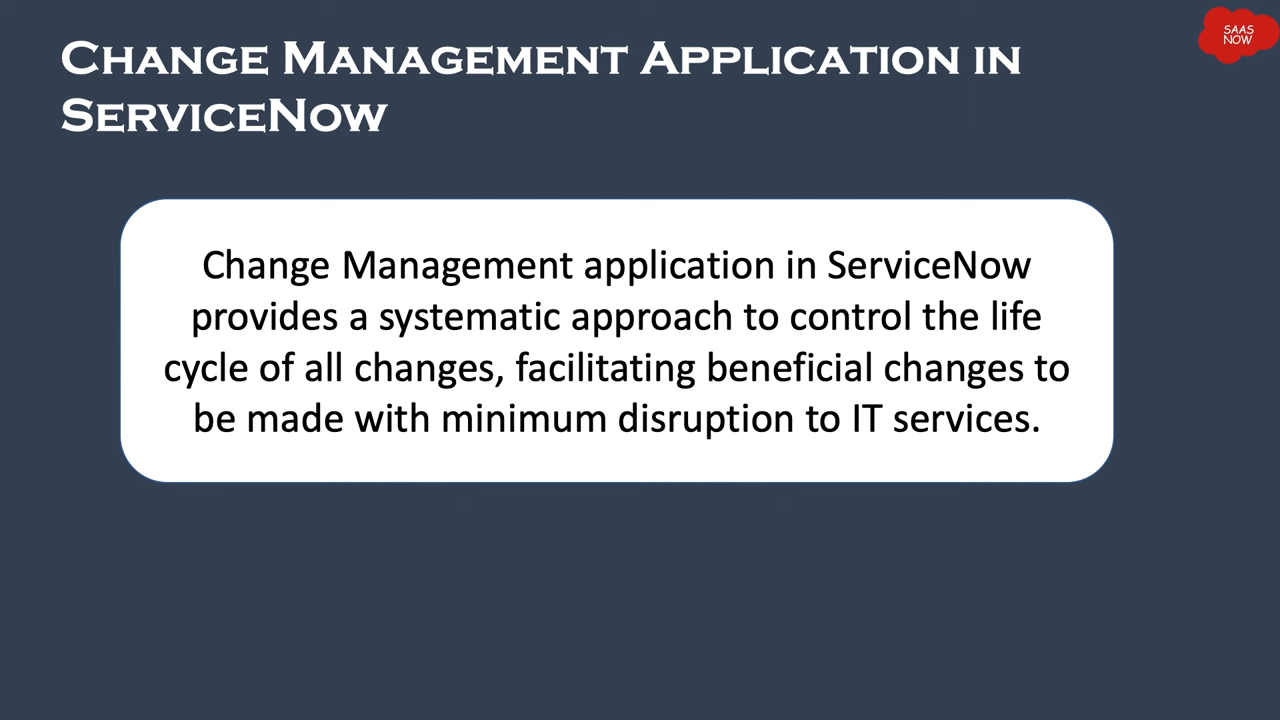 Change Management Application in
ServiceNow
SAAS
NOW
Change Management application in ServiceNow
provides a systematic approach to control the life
cycle of all changes, facilitating beneficial changes to
be made with minimum disruption to IT services.